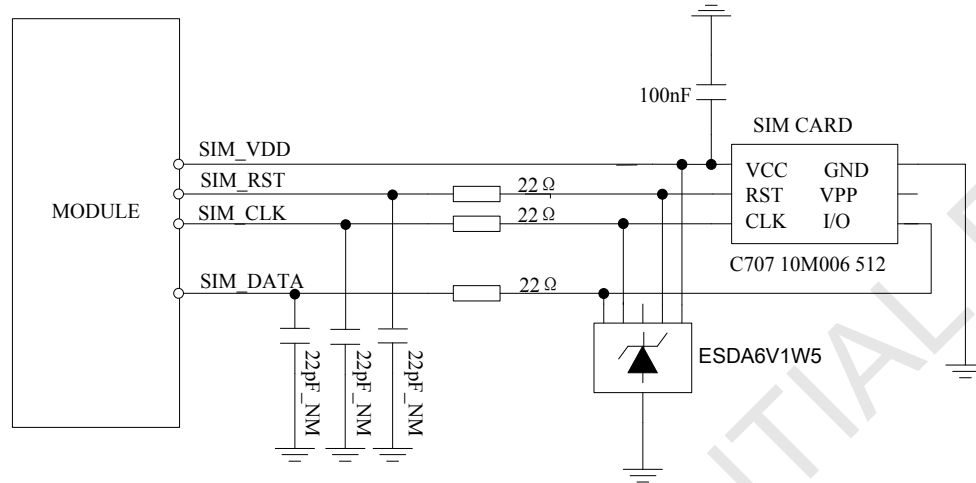 100nF
SIM CARD
SIM_VDD
VCC GND
SIM_RST
22Ω
RST VPP
MODULE
SIM_CLK
22Ω
CLK I/O
C707 10M006 512
SIM_DATA
22Ω
ESDA6V1W5
22pF_NM
22pF_NM
22pF_NM